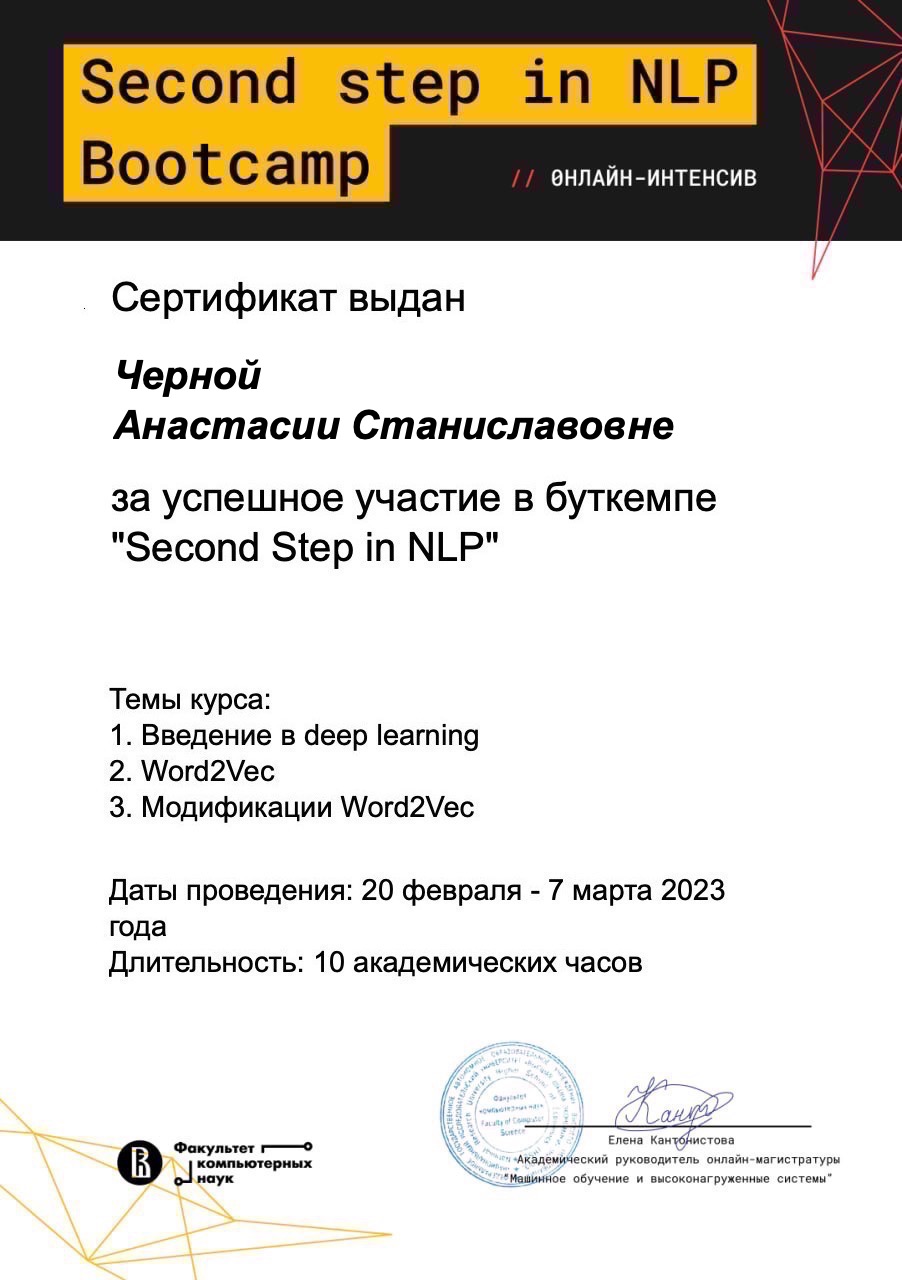 Second step in NLP
Bootcamp
// 0НЛАЙН-ИНТЕНСИВ
Сертификат выдан
Черной
Анастасии Станиславовне
за успешное участие в буткемпе
"Second Step in NLP"
Темы курса:
1. Введение в deep learning
2. Word2Vec
3. Модификации Word2Vec
Даты проведения: 20 февраля - 7 марта 2023
года
Длительность: 10 академических часов
Факультет
компьютерных наук
Faculty of Computer
Science
Елена Кантонистова
Академический руководитель онлайн-магистратуры
"Машинное обучение и высоконагруженные системы"
Факультет
компьютерных
наук